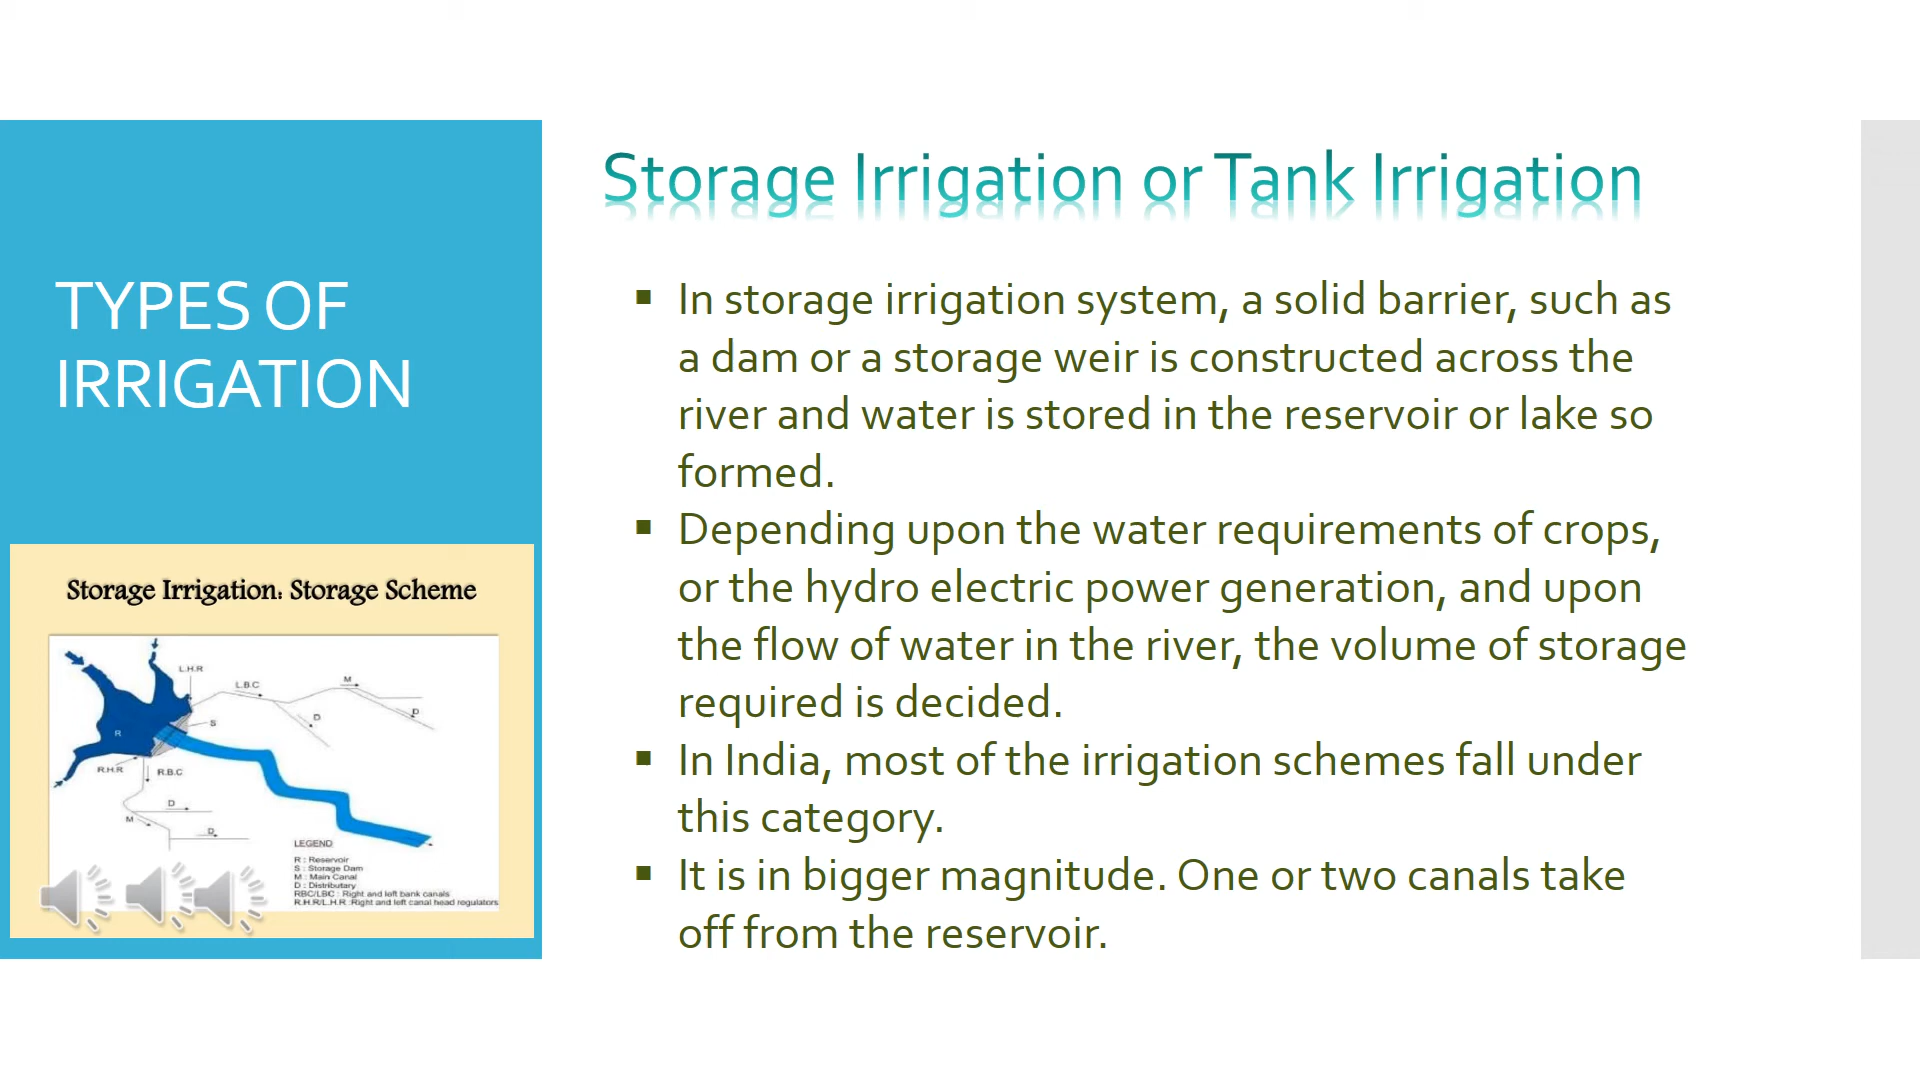 TYPES OF
IRRIGATION
Storage Irrigation or Tank Irrigation
▪ In storage irrigation system, a solid barrier, such as
a dam or a storage weir is constructed across the
river and water is stored in the reservoir or lake so
formed.
▪ Depending upon the water requirements of crops,
or the hydro electric power generation, and upon
the flow of water in the river, the volume of storage
required is decided.
▪ In India, most of the irrigation schemes fall under
this category.
▪ It is in bigger magnitude. One or two canals take
off from the reservoir.
Storage Irrigation: Storage Scheme
L.H.R
L.B.C
M
D
D
S
R
R.H.R
R.B.C
D
M
D
LEGEND
R : Reservoir
S : Storage Dam
M : Main Canal
D : Distributary
RBC/LBC : Right and left bank canals
R.H.R/L.H.R :Right and left canal head regulators